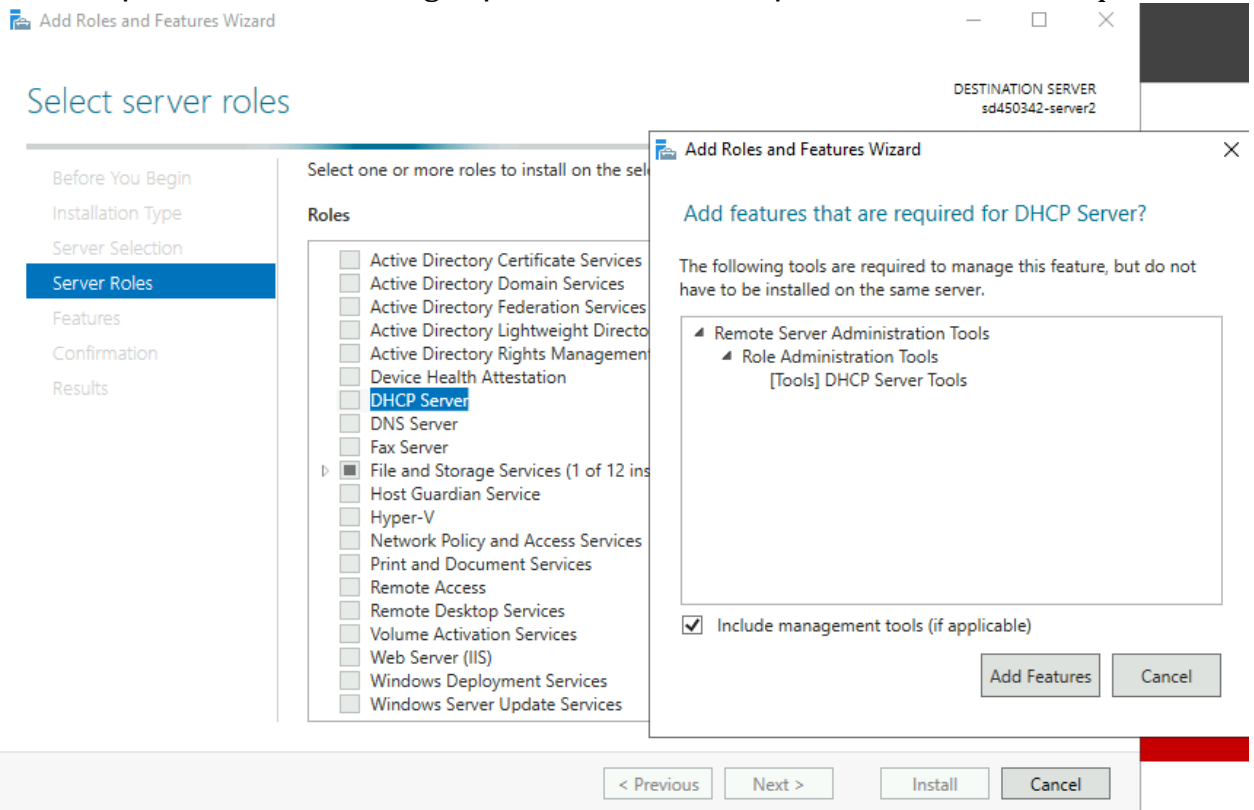 Add Roles and Features Wizard
Select server roles
DESTINATION SERVER
sd450342-server2
Before You Begin
Installation Type
Server Selection
Server Roles
Features
Confirmation
Results
Select one or more roles to install on the sel
Roles
Active Directory Certificate Services
Active Directory Domain Services
Active Directory Federation Services
Active Directory Lightweight Directo
Active Directory Rights Managemen
Device Health Attestation
DHCP Server
DNS Server
Fax Server
File and Storage Services (1 of 12 ins
Host Guardian Service
Hyper-V
Network Policy and Access Services
Print and Document Services
Remote Access
Remote Desktop Services
Volume Activation Services
Web Server (IIS)
Windows Deployment Services
Windows Server Update Services
Add Roles and Features Wizard
Add features that are required for DHCP Server?
The following tools are required to manage this feature, but do not
have to be installed on the same server.
Remote Server Administration Tools
Role Administration Tools
[Tools] DHCP Server Tools
Include management tools (if applicable)
Add Features
Cancel
< Previous
Next >
Install
Cancel